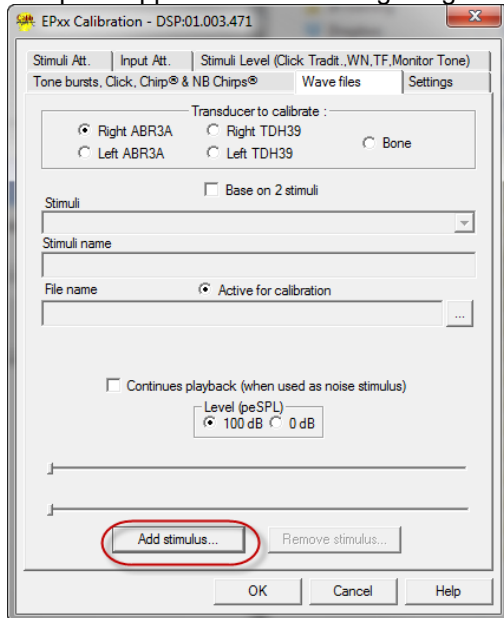 EPxx Calibration - DSP:01.003.471
Stimuli Att. Input Att. Stimuli Level (Click Tradit.,WN,TF,Monitor Tone)
Tone bursts, Click, Chirp® & NB Chirps® Wave files Settings
Transducer to calibrate :
Right ABR3A Right TDH39
Bone
Left ABR3A Left TDH39
Base on 2 stimuli
Stimuli
Stimuli name
File name Active for calibration
...
Continues playback (when used as noise stimulus)
Level (peSPL)
100 dB 0 dB
Add stimulus... Remove stimulus...
OK Cancel Help